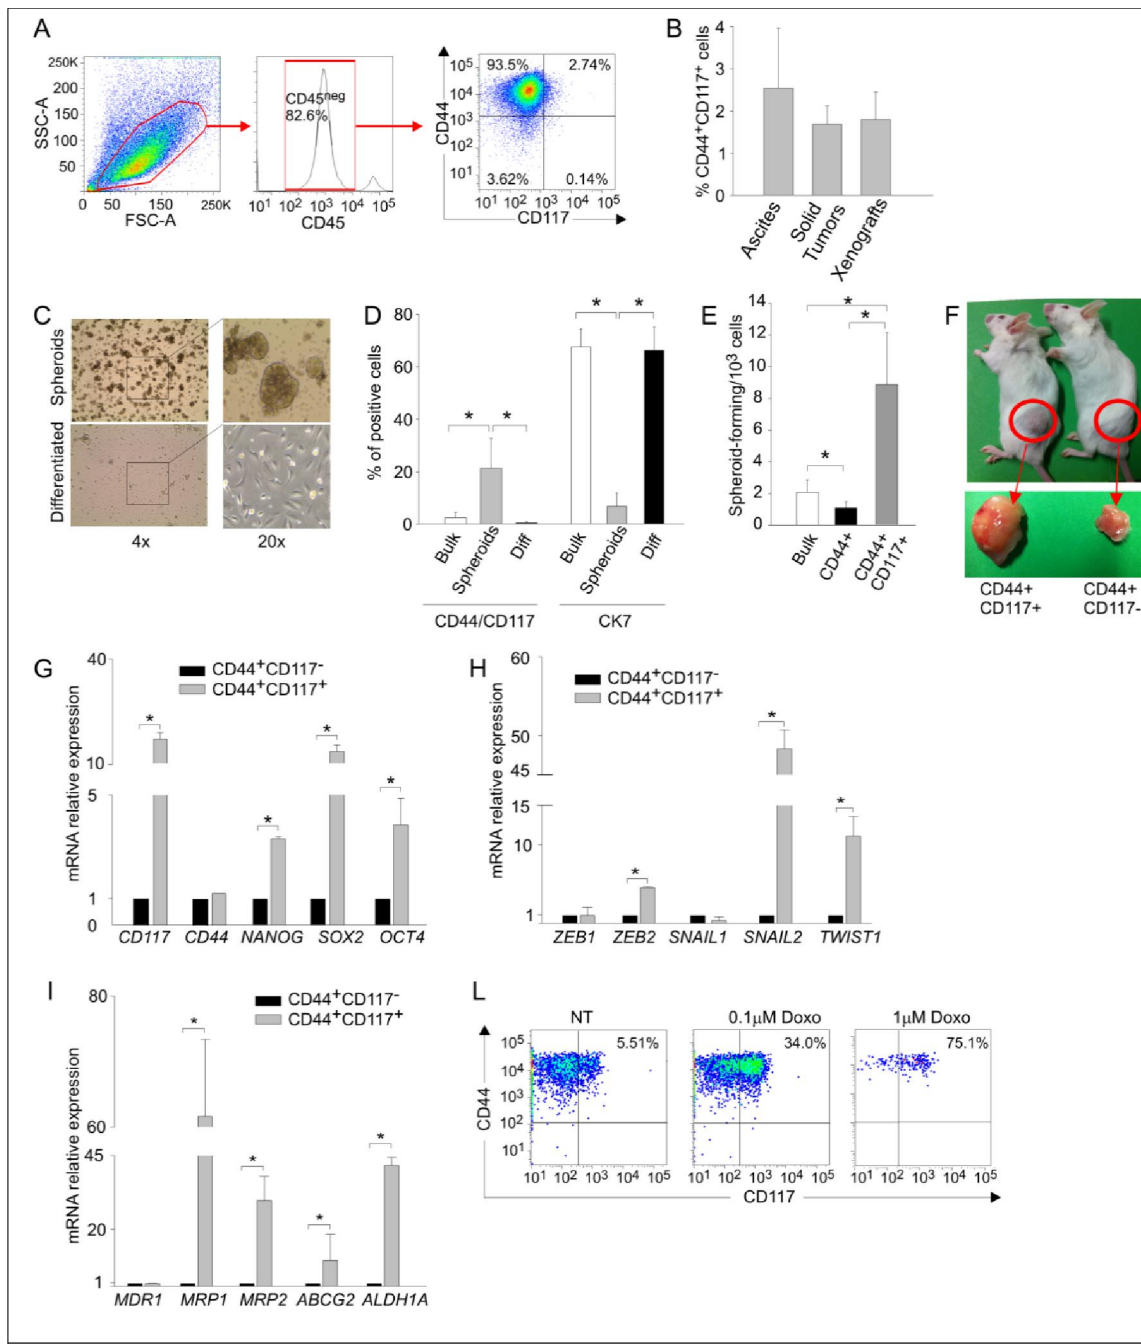 A
250K
200
150
100
50
SSC-A
50
150
250K
FSC-A
CD45neg
82.6%
10¹ 10² 10³ 10⁴ 10⁵
CD45
93.5%
2.74%
3.62%
0.14%
10⁵
10⁴
10³
10²
10¹
CD44
10¹ 10² 10³ 10⁴ 10⁵
CD117
B
4
3
2
1
0
% CD44⁺CD117⁺ cells
Ascites
Solid
Tumors
Xenografts
C
Spheroids
Differentiated
4x
20x
D
80
60
40
20
0
% of positive cells
* * * *
Bulk
Spheroids
Diff
Bulk
Spheroids
Diff
CD44/CD117
CK7
E
14
12
10
8
6
4
2
0
Spheroid-forming/10³ cells
*
*
*
Bulk
CD44+
CD44+
CD117+
F
CD44+
CD117+
CD44+
CD117-
G
CD44⁺CD117⁻
CD44⁺CD117⁺
40
10
5
1
0
mRNA relative expression
* * * *
CD117 CD44 NANOG SOX2 OCT4
H
CD44⁺CD117⁻
CD44⁺CD117⁺
60
50
45
15
10
1
mRNA relative expression
* * *
ZEB1 ZEB2 SNAIL1 SNAIL2 TWIST1
I
CD44⁺CD117⁻
CD44⁺CD117⁺
80
60
45
20
1
mRNA relative expression
* * * *
MDR1 MRP1 MRP2 ABCG2 ALDH1A
L
NT
0.1µM Doxo
1µM Doxo
5.51%
34.0%
75.1%
10⁵
10⁴
10³
10²
10¹
CD44
10¹ 10² 10³ 10⁴ 10⁵
10¹ 10² 10³ 10⁴ 10⁵
10¹ 10² 10³ 10⁴ 10⁵
CD117